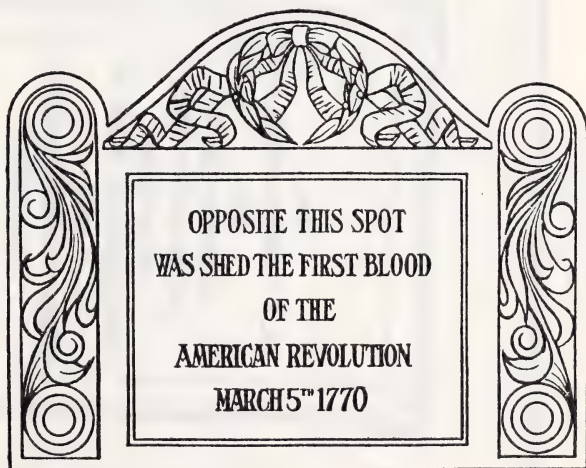 OPPOSITE THIS SPOT
WAS SHED THE FIRST BLOOD
OF THE
AMERICAN REVOLUTION
MARCH 5TH 1770